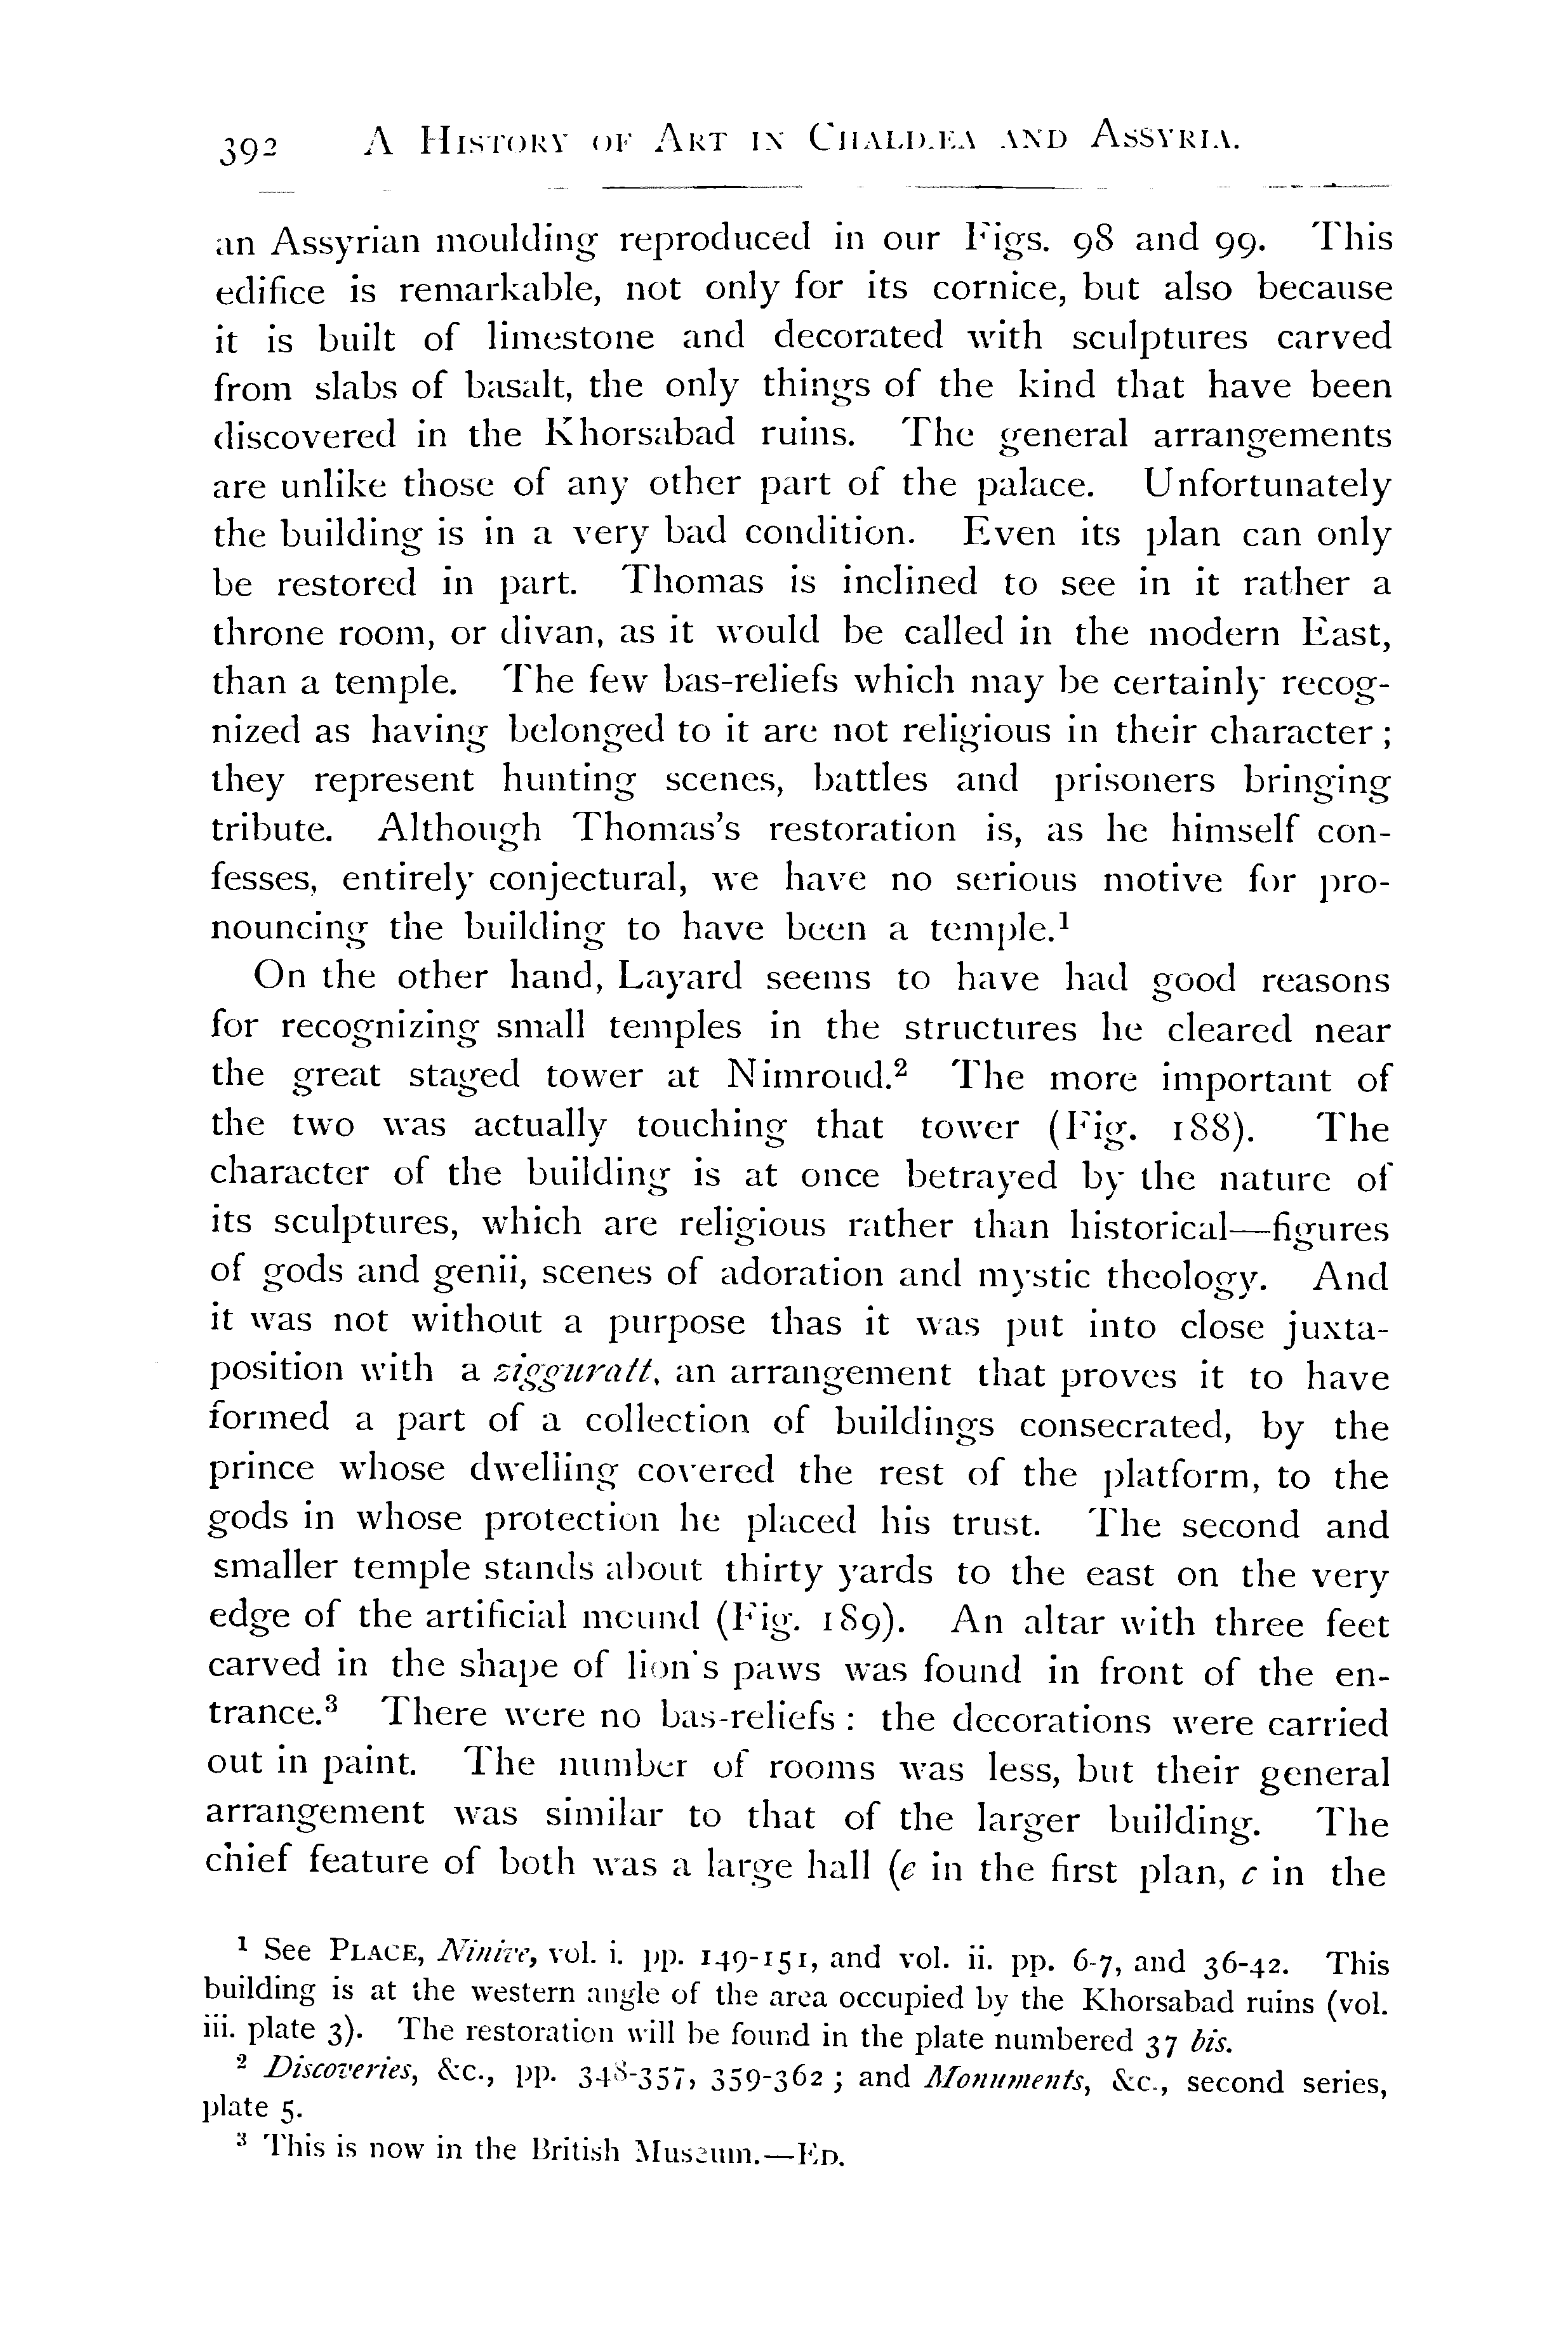 392 A HISTORY OF ART IN CHALDÆA AND ASSYRIA.
an Assyrian moulding reproduced in our Figs. 98 and 99. This
edifice is remarkable, not only for its cornice, but also because
it is built of limestone and decorated with sculptures carved
from slabs of basalt, the only things of the kind that have been
discovered in the Khorsabad ruins. The general arrangements
are unlike those of any other part of the palace. Unfortunately
the building is in a very bad condition. Even its plan can only
be restored in part. Thomas is inclined to see in it rather a
throne room, or divan, as it would be called in the modern East,
than a temple. The few bas-reliefs which may be certainly recog-
nized as having belonged to it are not religious in their character ;
they represent hunting scenes, battles and prisoners bringing
tribute. Although Thomas's restoration is, as he himself con-
fesses, entirely conjectural, we have no serious motive for pro-
nouncing the building to have been a temple.¹
On the other hand, Layard seems to have had good reasons
for recognizing small temples in the structures he cleared near
the great staged tower at Nimroud.² The more important of
the two was actually touching that tower (Fig. 188). The
character of the building is at once betrayed by the nature of
its sculptures, which are religious rather than historical—figures
of gods and genii, scenes of adoration and mystic theology. And
it was not without a purpose thas it was put into close juxta-
position with a zigguratt, an arrangement that proves it to have
formed a part of a collection of buildings consecrated, by the
prince whose dwelling covered the rest of the platform, to the
gods in whose protection he placed his trust. The second and
smaller temple stands about thirty yards to the east on the very
edge of the artificial mound (Fig. 189). An altar with three feet
carved in the shape of lion's paws was found in front of the en-
trance.³ There were no bas-reliefs : the decorations were carried
out in paint. The number of rooms was less, but their general
arrangement was similar to that of the larger building. The
chief feature of both was a large hall (e in the first plan, c in the
¹ See PLACE, Ninive, vol. i. pp. 149-151, and vol. ii. pp. 6-7, and 36-42. This
building is at the western angle of the area occupied by the Khorsabad ruins (vol.
iii. plate 3). The restoration will be found in the plate numbered 37 bis.
² Discoveries, &c., pp. 348-357, 359-362 ; and Monuments, &c., second series,
plate 5.
³ This is now in the British Museum.—ED.